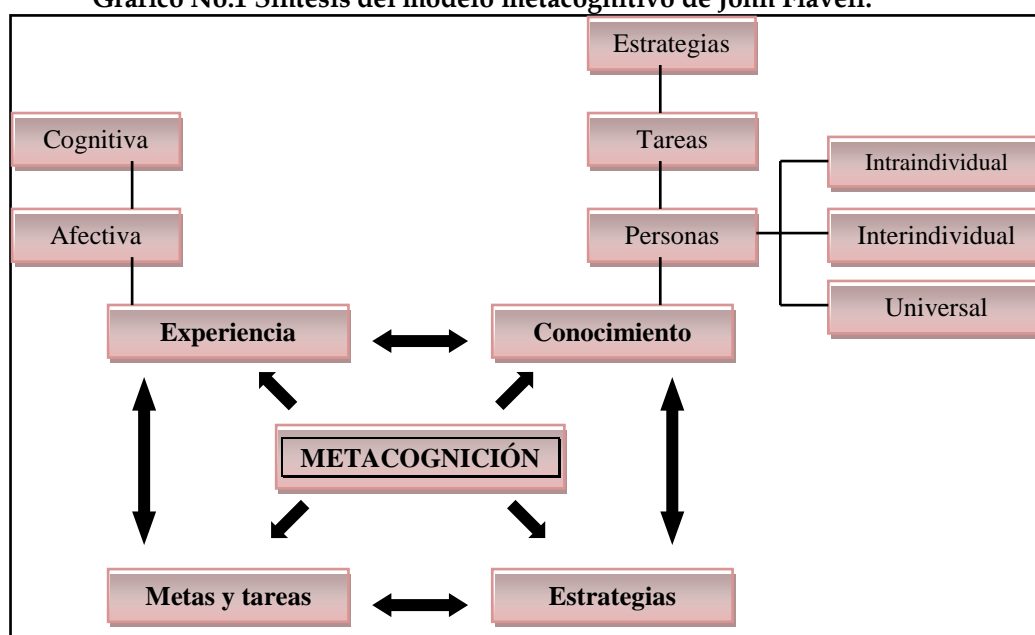 Gráfico No.1 Síntesis del modelo metacognitivo de John Flavell.
Estrategias
Cognitiva
Tareas
Intraindividual
Afectiva
Personas
Interindividual
Universal
Experiencia
Conocimiento
METACOGNICIÓN
Metas y tareas
Estrategias